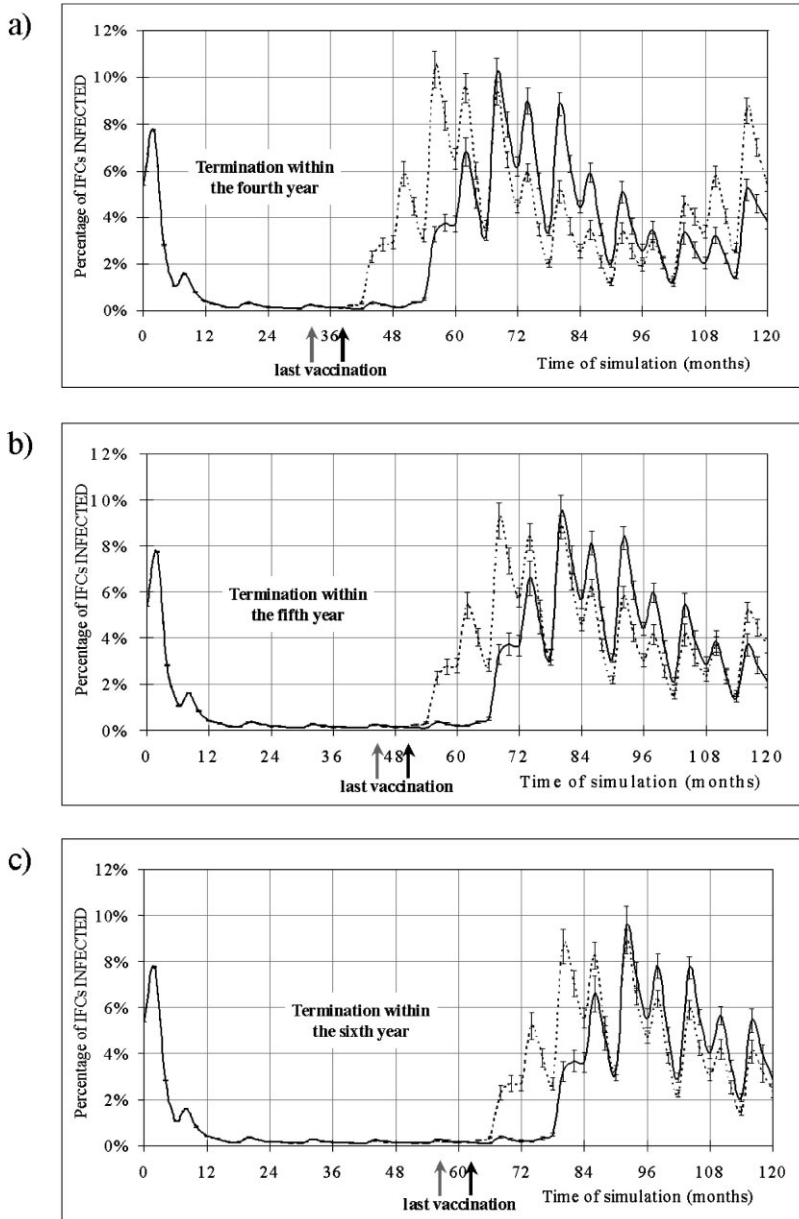 a)
Percentage of IFCs INFECTED
12%
10%
8%
6%
4%
2%
0%
Termination within
the fourth year
0 12 24 36 48 60 72 84 96 108 120
last vaccination
Time of simulation (months)
b)
Percentage of IFCs INFECTED
12%
10%
8%
6%
4%
2%
0%
Termination within
the fifth year
0 12 24 36 48 60 72 84 96 108 120
last vaccination
Time of simulation (months)
c)
Percentage of IFCs INFECTED
12%
10%
8%
6%
4%
2%
0%
Termination within
the sixth year
0 12 24 36 48 60 72 84 96 108 120
last vaccination
Time of simulation (months)